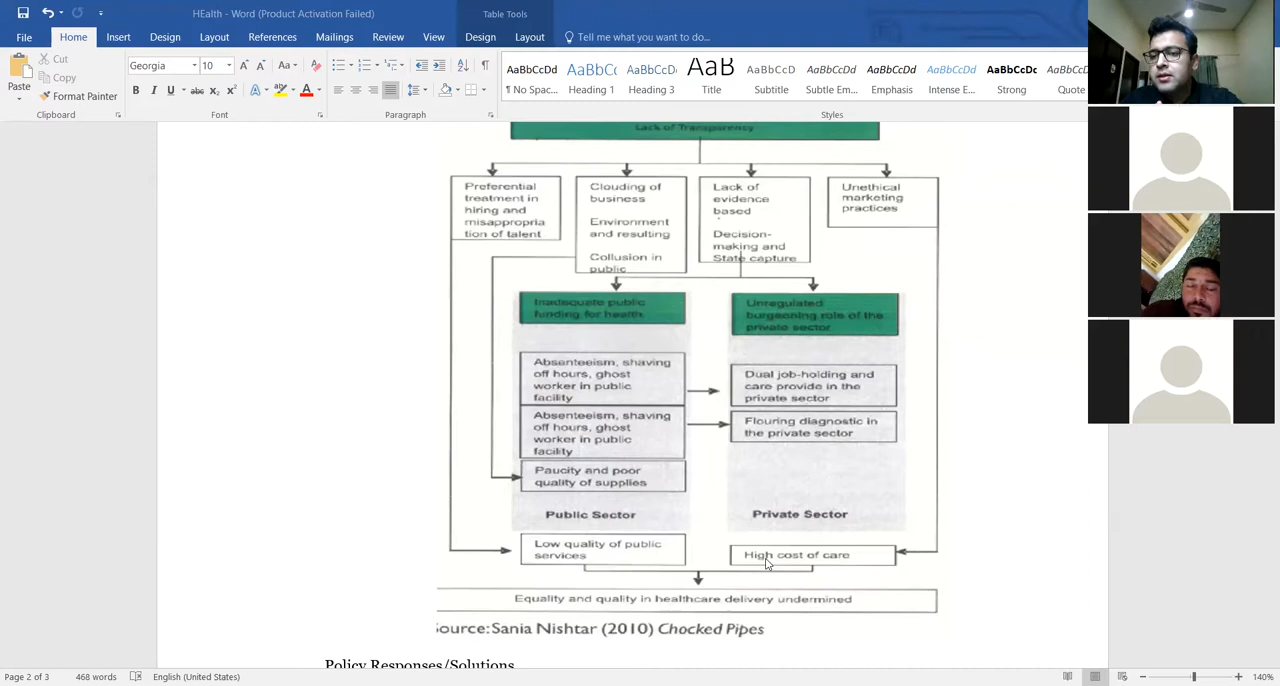 HEalth - Word (Product Activation Failed)
Table Tools
File
Home
Insert
Design
Layout
References
Mailings
Review
View
Design
Layout
Tell me what you want to do...
Paste
Cut
Copy
Format Painter
Clipboard
Georgia
10
Font
Paragraph
AaBbCcDd
¶ No Spac...
AaBbC
Heading 1
AaBbCcD
Heading 3
AaB
Title
AaBbCcD
Subtitle
AaBbCcDd
Subtle Em...
AaBbCcDd
Emphasis
AaBbCcDd
Intense E...
AaBbCcDc
Strong
AaBbCcDd
Quote
Styles
Lack of Transparency
Preferential
treatment in
hiring and
misappropria
tion of talent
Clouding of
business
Environment
and resulting
Collusion in
public
Lack of
evidence
based
Decision-
making and
State capture
Unethical
marketing
practices
Inadequate public
funding for health
Unregulated
burgeoning role of the
private sector
Absenteeism, shaving
off hours, ghost
worker in public
facility
Dual job-holding and
care provide in the
private sector
Absenteeism, shaving
off hours, ghost
worker in public
facility
Flouring diagnostic in
the private sector
Paucity and poor
quality of supplies
Public Sector
Private Sector
Low quality of public
services
High cost of care
Equality and quality in healthcare delivery undermined
Source: Sania Nishtar (2010) Chocked Pipes
Policy Responses/Solutions
Page 2 of 3
468 words
English (United States)
140%